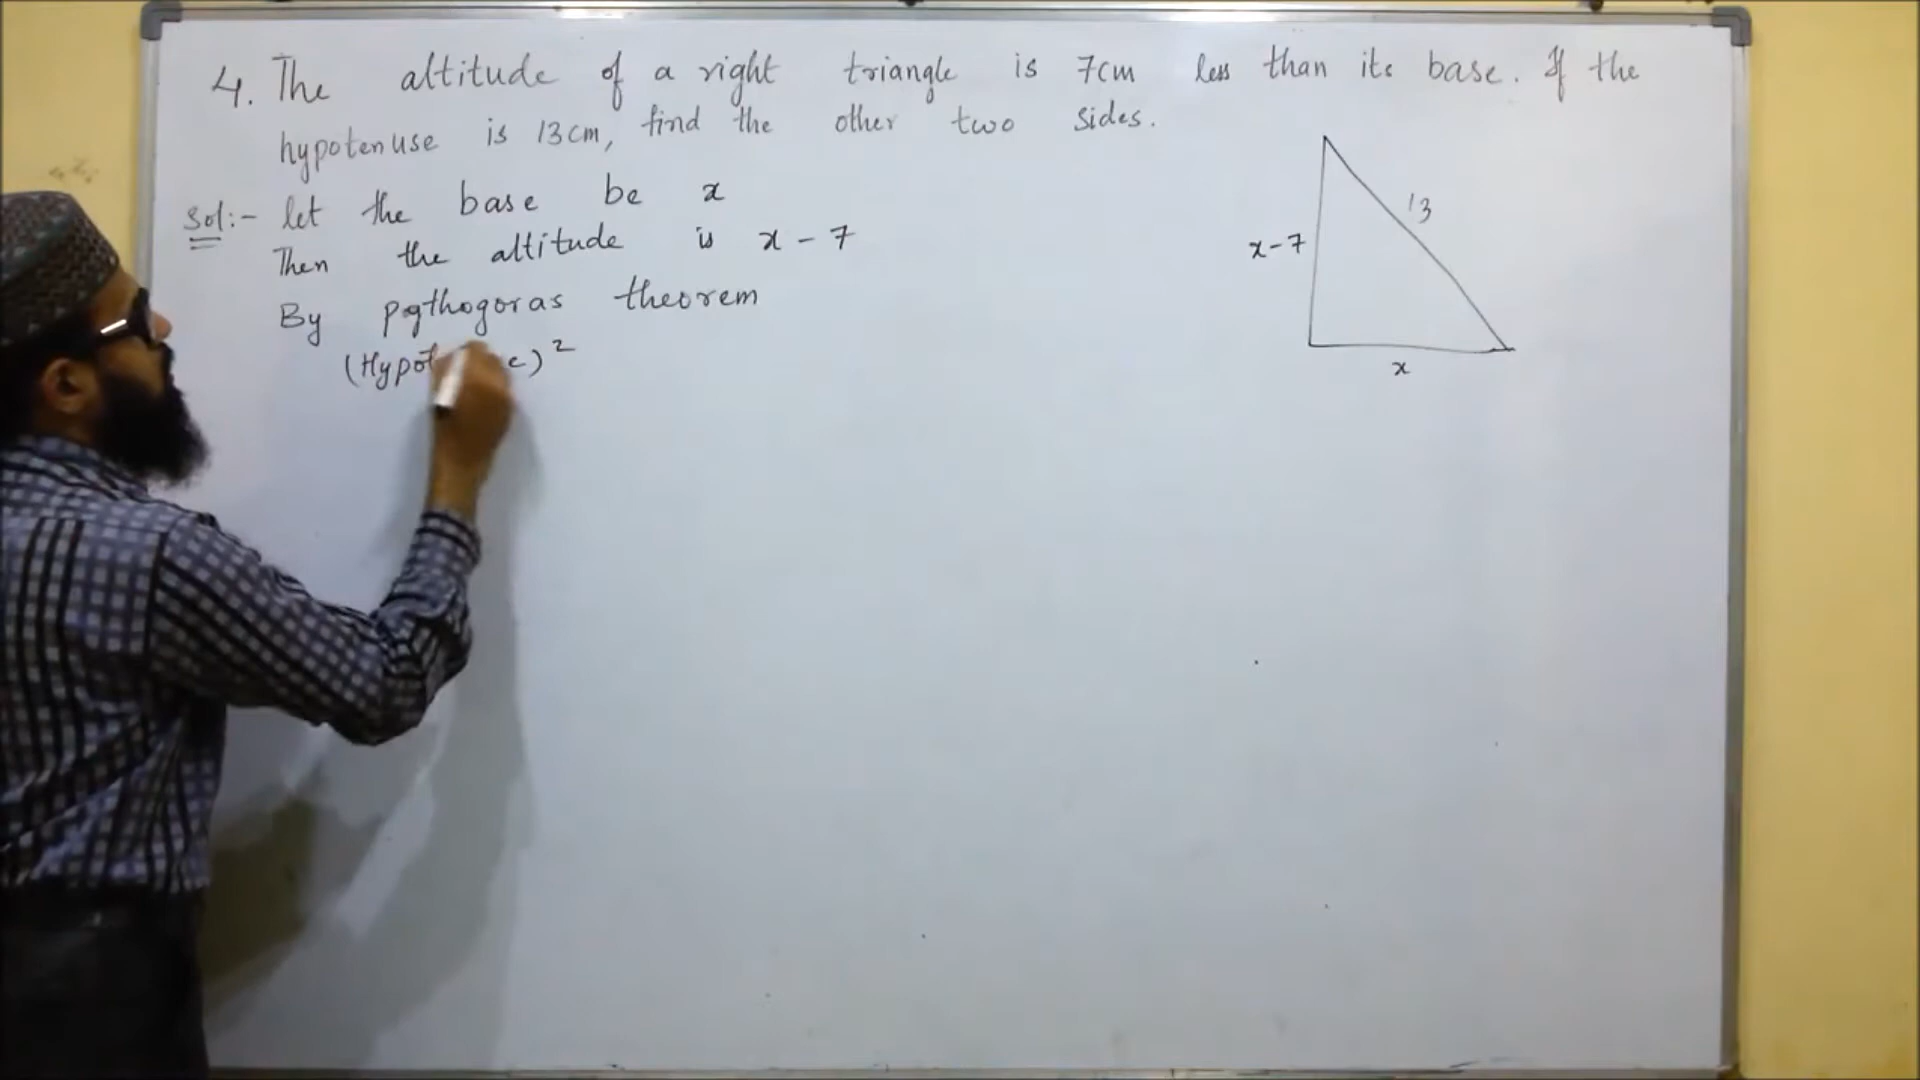 4. The altitude of a right triangle is 7cm less than its base. If the
hypotenuse is 13cm, find the other two sides.
Sol:- let the base be x
Then the altitude is x - 7
By pythogoras theorem
( )²
13
x-7
x